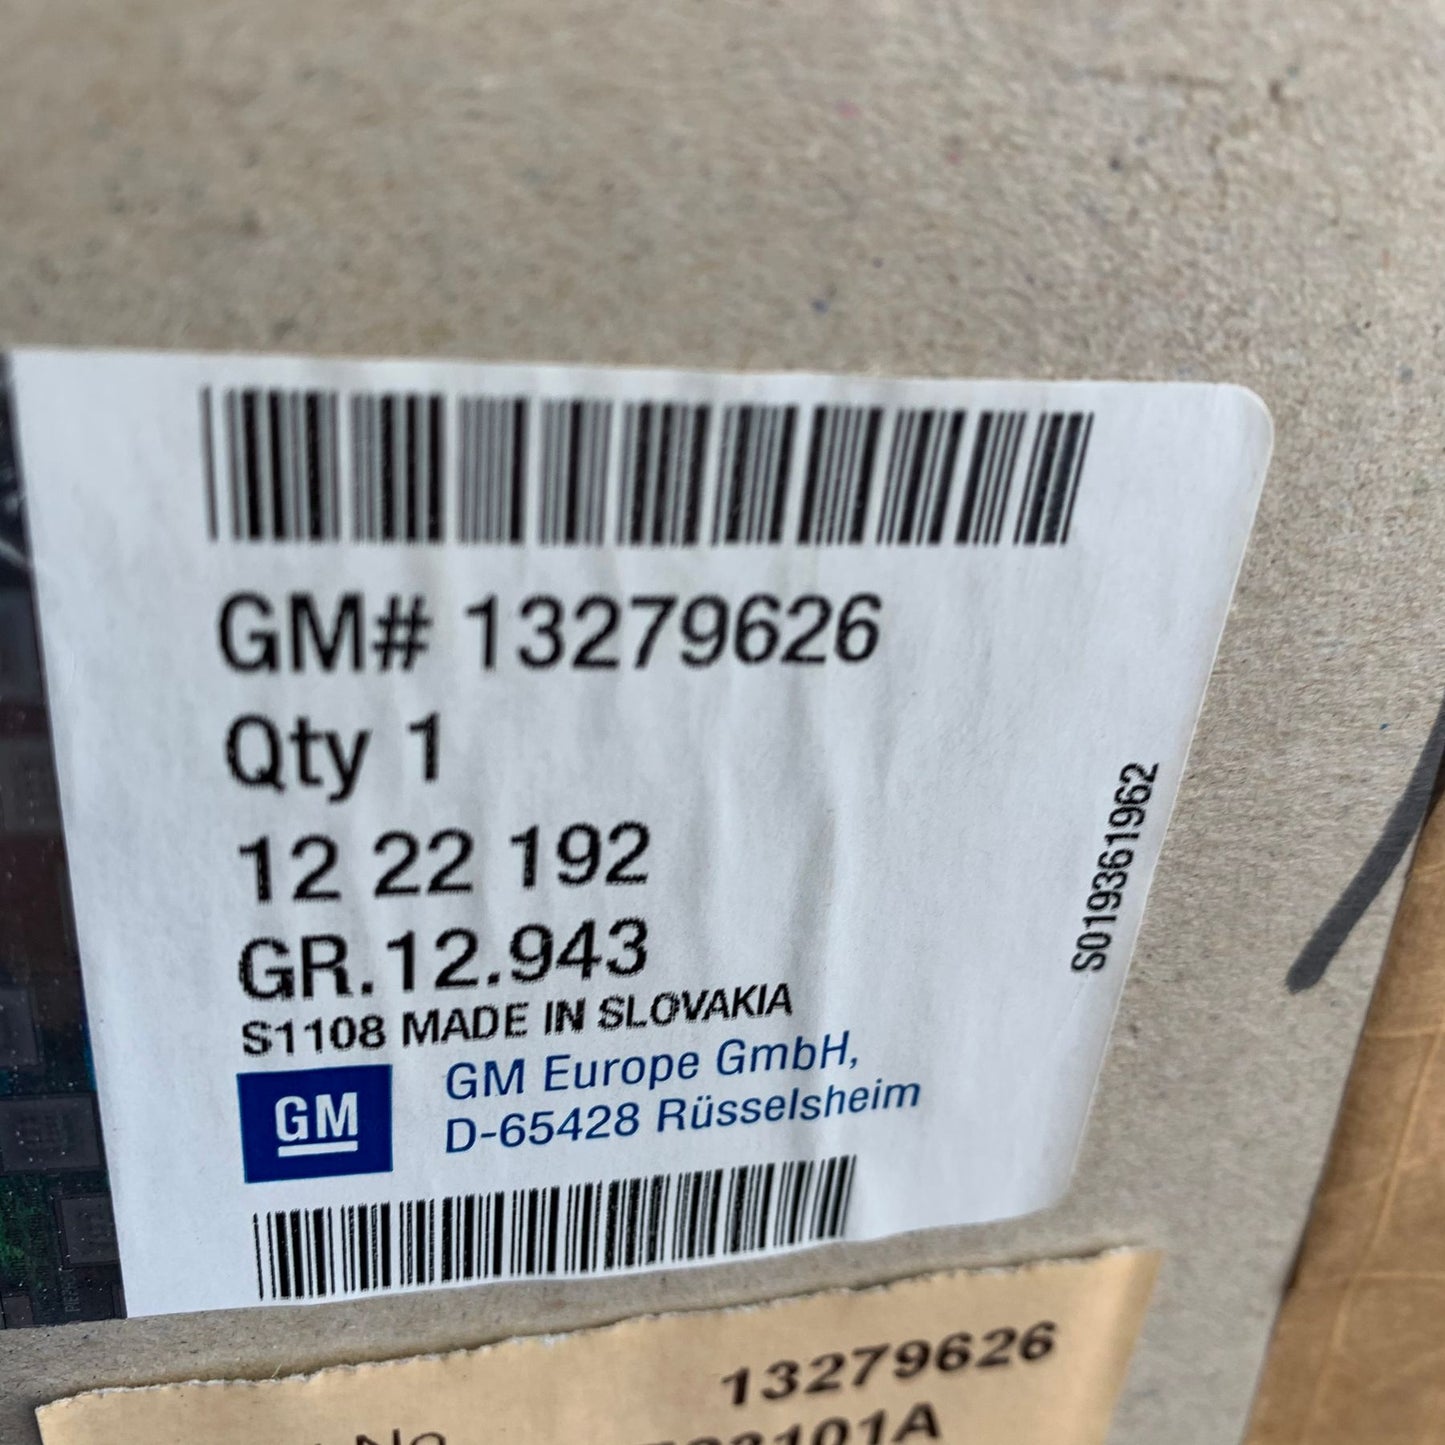 GM# 13279626
Qty 1
12 22 192
GR.12.943
S1108 MADE IN SLOVAKIA
GM
GM Europe GmbH,
D-65428 Rüsselsheim
S019361962
13279626
No